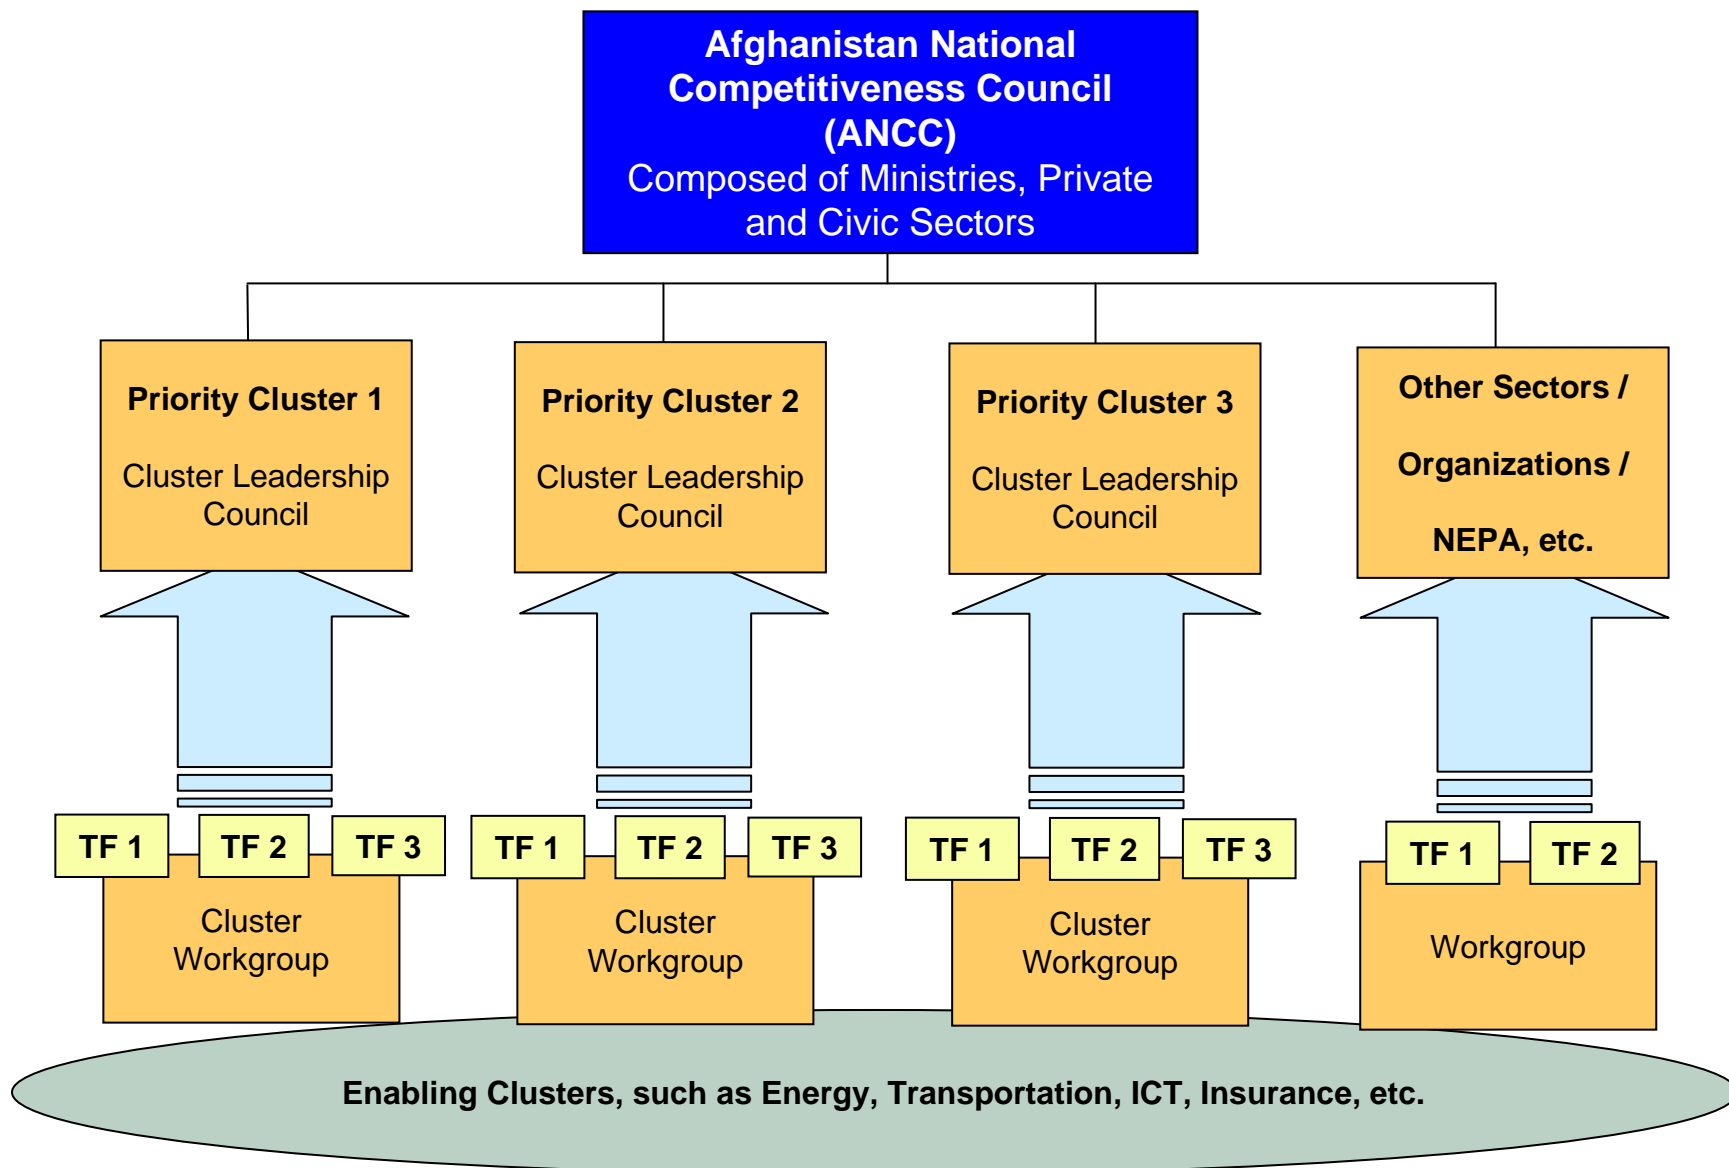 Afghanistan National
Competitiveness Council
(ANCC)
Composed of Ministries, Private
and Civic Sectors
Priority Cluster 1
Cluster Leadership
Council
Priority Cluster 2
Cluster Leadership
Council
Priority Cluster 3
Cluster Leadership
Council
Other Sectors /
Organizations /
NEPA, etc.
TF 1
TF 2
TF 3
Cluster
Workgroup
TF 1
TF 2
TF 3
Cluster
Workgroup
TF 1
TF 2
TF 3
Cluster
Workgroup
TF 1
TF 2
Workgroup
Enabling Clusters, such as Energy, Transportation, ICT, Insurance, etc.